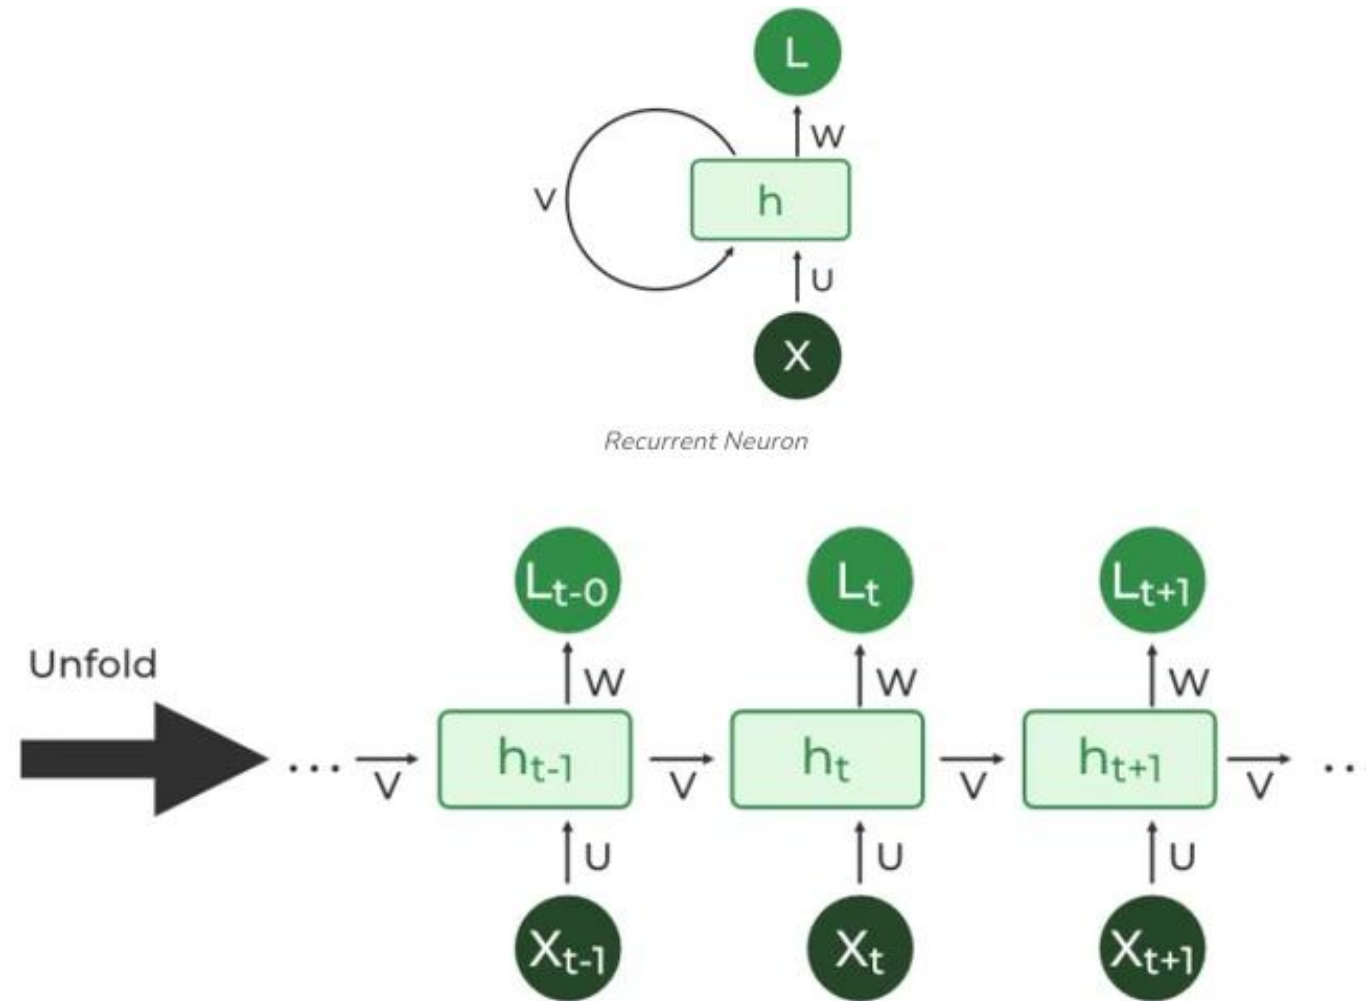 L
W
V
h
U
X
Recurrent Neuron
Lt-0 Lt Lt+1
Unfold
W W W
... ht-1 ht ht+1 ..
V V V V
U U U
Xt-1 Xt Xt+1